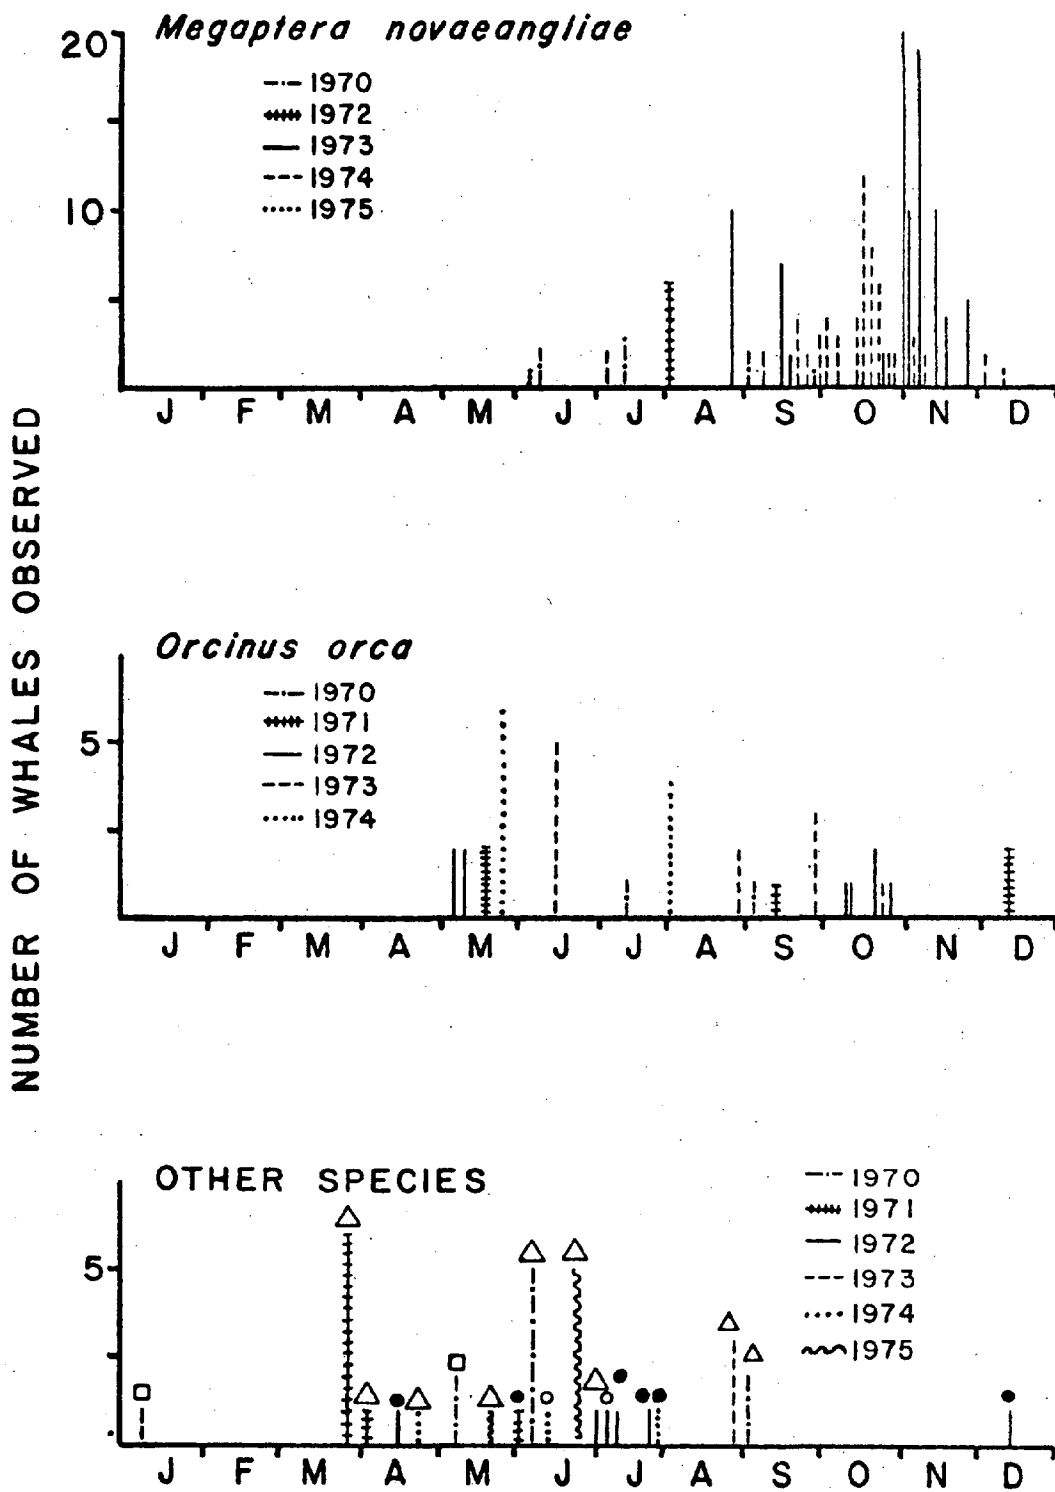 Megaptera novaeangliae
20
10
1970
1972
1973
1974
1975
J F M A M J J A S O N D
NUMBER OF WHALES OBSERVED
Orcinus orca
5
1970
1971
1972
1973
1974
J F M A M J J A S O N D
OTHER SPECIES
5
1970
1971
1972
1973
1974
1975
J F M A M J J A S O N D